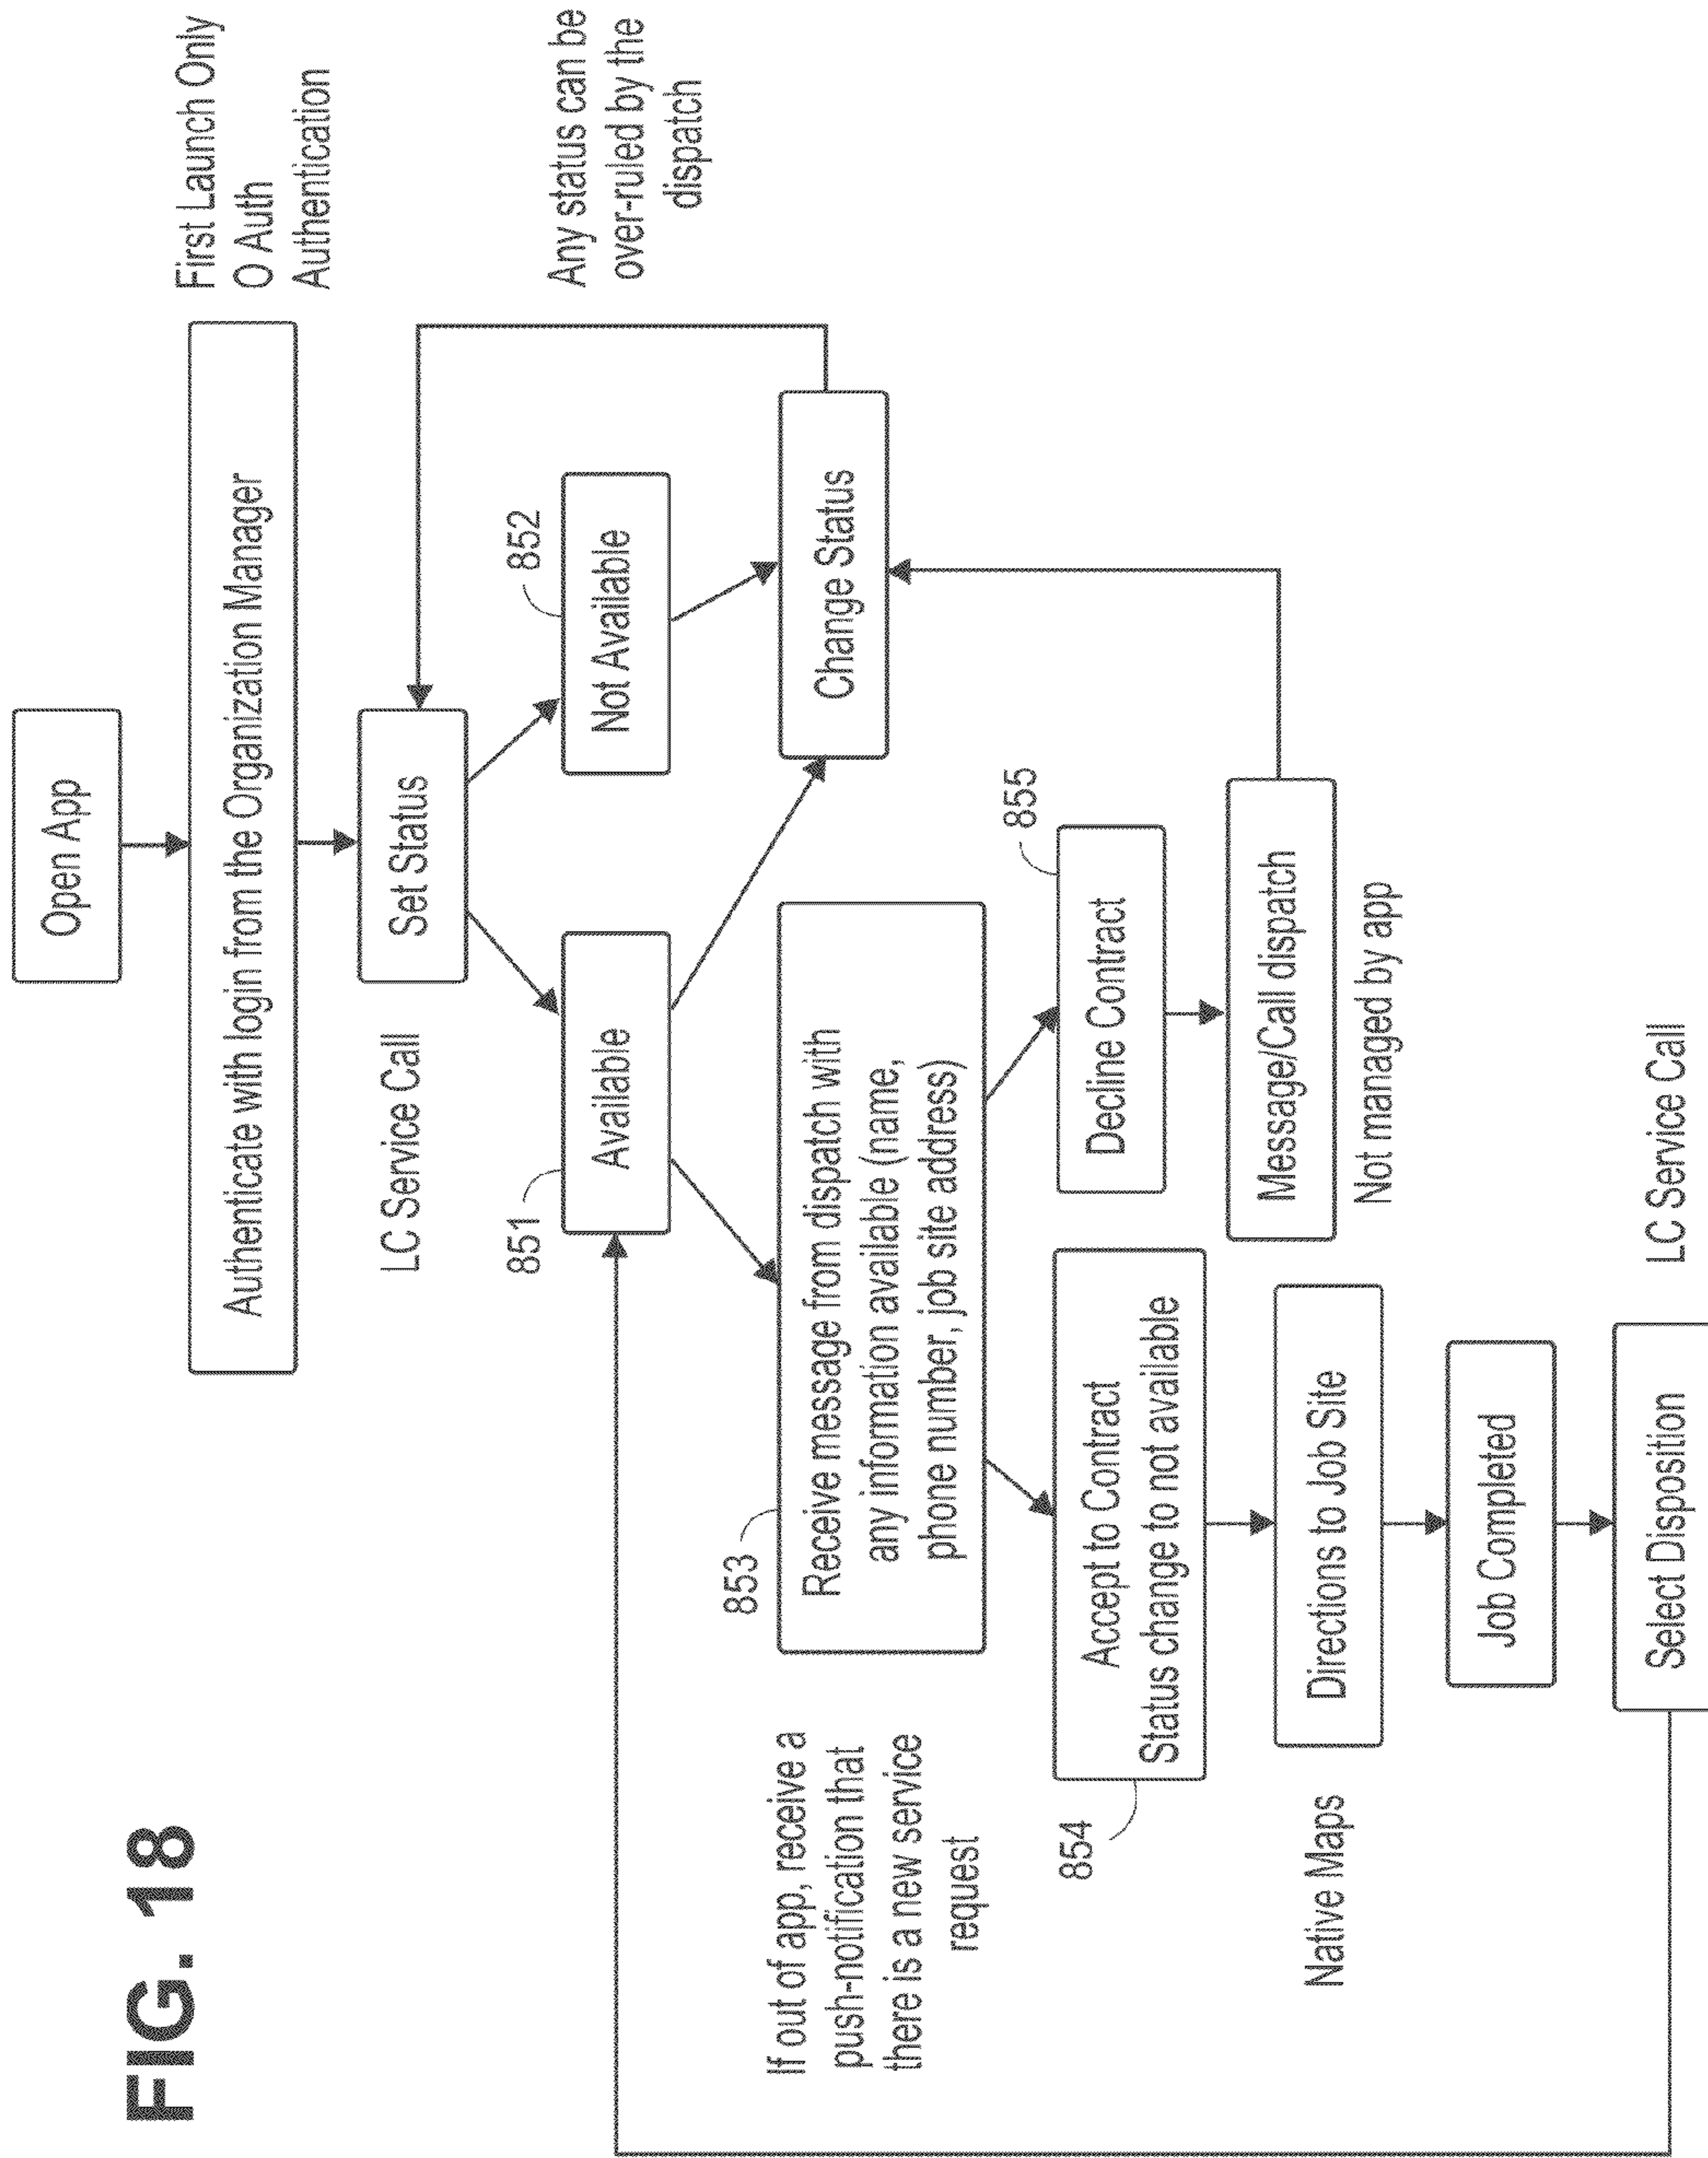 FIG. 18
Open App
First Launch Only
O Auth
Authentication
Authenticate with login from the Organization Manager
LC Service Call
Set Status
Any status can be
over-ruled by the
dispatch
851
Available
852
Not Available
Change Status
If out of app, receive a
push-notification that
there is a new service
request
853
Receive message from dispatch with
any information available (name,
phone number, job site address)
854
Accept to Contract
Status change to not available
855
Decline Contract
Message/Call dispatch
Not managed by app
Native Maps
Directions to Job Site
Job Completed
Select Disposition
LC Service Call